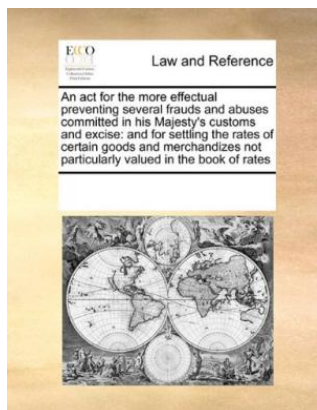 ECCO
Law and Reference
An act for the more effectual
preventing several frauds and abuses
committed in his Majesty's customs
and excise: and for settling the rates of
certain goods and merchandizes not
particularly valued in the book of rates